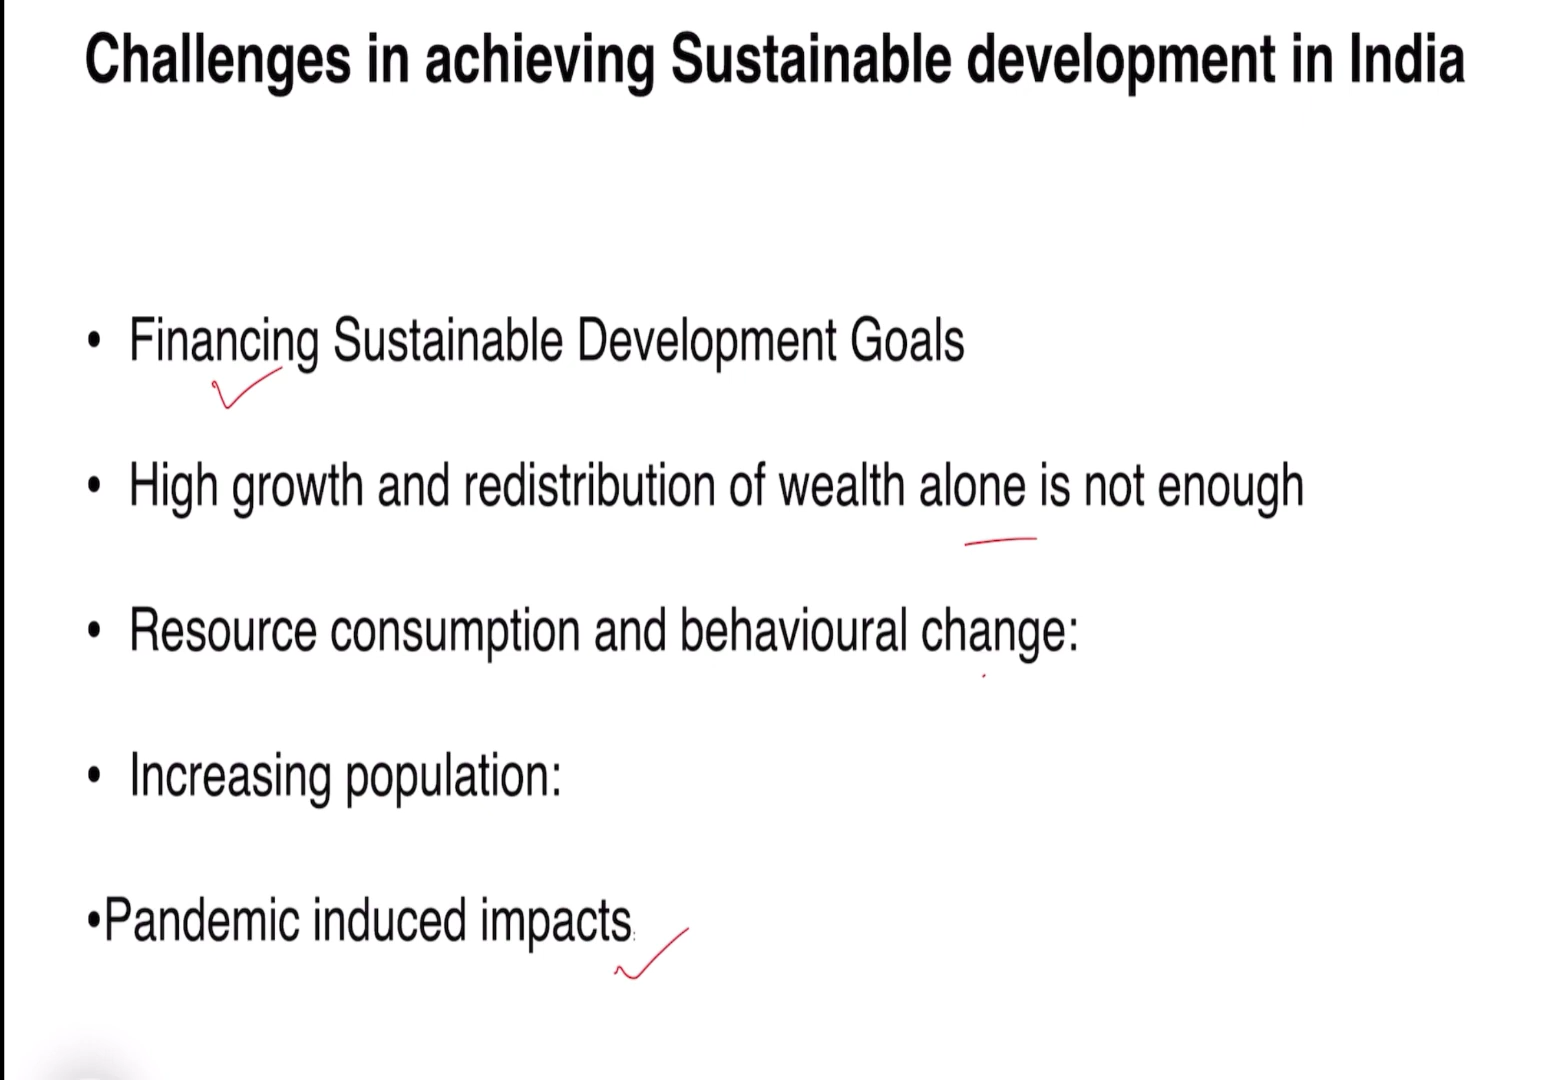 Challenges in achieving Sustainable development in India
• Financing Sustainable Development Goals
• High growth and redistribution of wealth alone is not enough
• Resource consumption and behavioural change:
• Increasing population:
•Pandemic induced impacts: